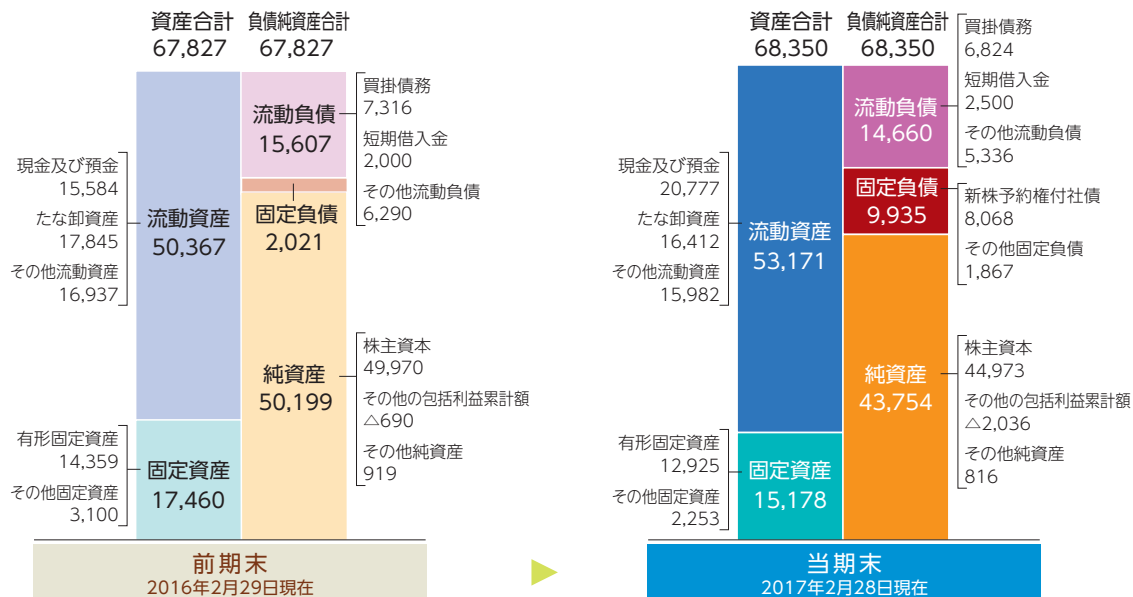 資産合計
67,827
負債純資産合計
67,827
現金及び預金
15,584
たな卸資産
17,845
その他流動資産
16,937
流動資産
50,367
有形固定資産
14,359
その他固定資産
3,100
固定資産
17,460
流動負債
15,607
固定負債
2,021
純資産
50,199
買掛債務
7,316
短期借入金
2,000
その他流動負債
6,290
株主資本
49,970
その他の包括利益累計額
△690
その他純資産
919
前期末
2016年2月29日現在
資産合計
68,350
負債純資産合計
68,350
現金及び預金
20,777
たな卸資産
16,412
その他流動資産
15,982
流動資産
53,171
有形固定資産
12,925
その他固定資産
2,253
固定資産
15,178
流動負債
14,660
固定負債
9,935
純資産
43,754
買掛債務
6,824
短期借入金
2,500
その他流動負債
5,336
新株予約権付社債
8,068
その他固定負債
1,867
株主資本
44,973
その他の包括利益累計額
△2,036
その他純資産
816
当期末
2017年2月28日現在